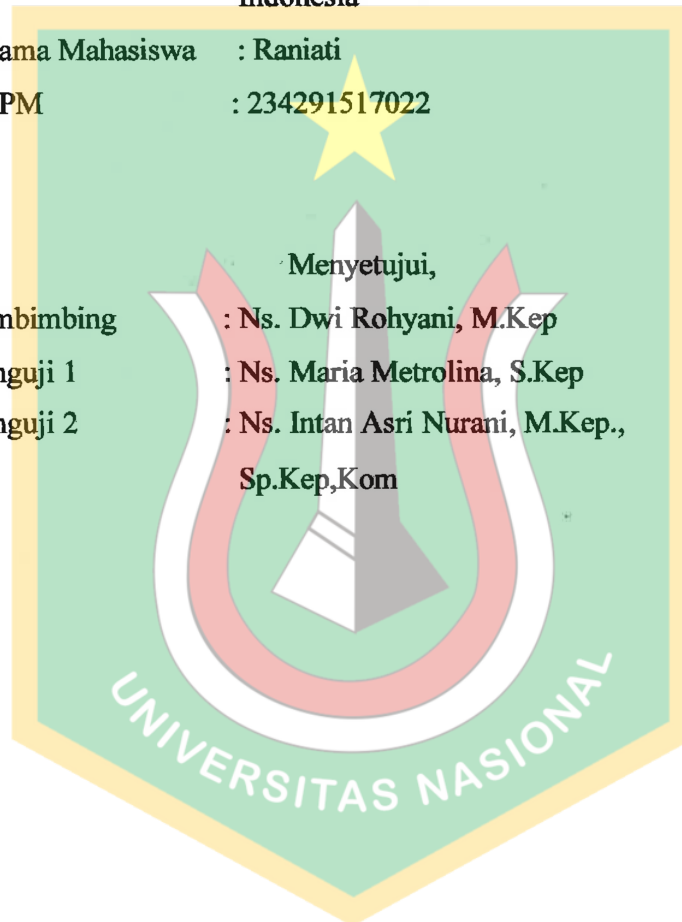 Indonesia
ama Mahasiswa : Raniati
PM : 234291517022
Menyetujui,
mbimbing : Ns. Dwi Rohyani, M.Kep
nguji 1 : Ns. Maria Metrolina, S.Kep
nguji 2 : Ns. Intan Asri Nurani, M.Kep.,
Sp.Kep,Kom
UNIVERSITAS NASIONAL